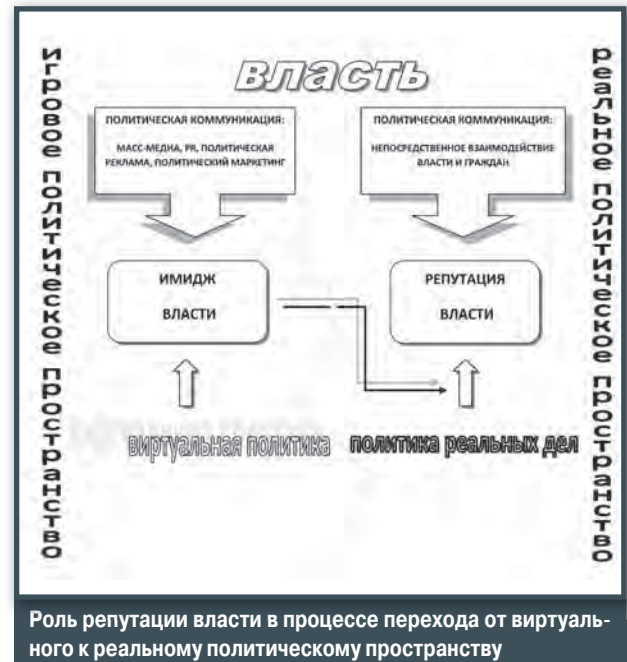 власть
игровое политическое пространство
ПОЛИТИЧЕСКАЯ КОММУНИКАЦИЯ:
МАСС-МЕДИА, PR, ПОЛИТИЧЕСКАЯ
РЕКЛАМА, ПОЛИТИЧЕСКИЙ МАРКЕТИНГ
ПОЛИТИЧЕСКАЯ КОММУНИКАЦИЯ:
НЕПОСРЕДСТВЕННОЕ ВЗАИМОДЕЙСТВИЕ
ВЛАСТИ И ГРАЖДАН
реальное политическое пространство
ИМИДЖ
ВЛАСТИ
РЕПУТАЦИЯ
ВЛАСТИ
виртуальная политика
политика реальных дел
Роль репутации власти в процессе перехода от виртуаль-
ного к реальному политическому пространству